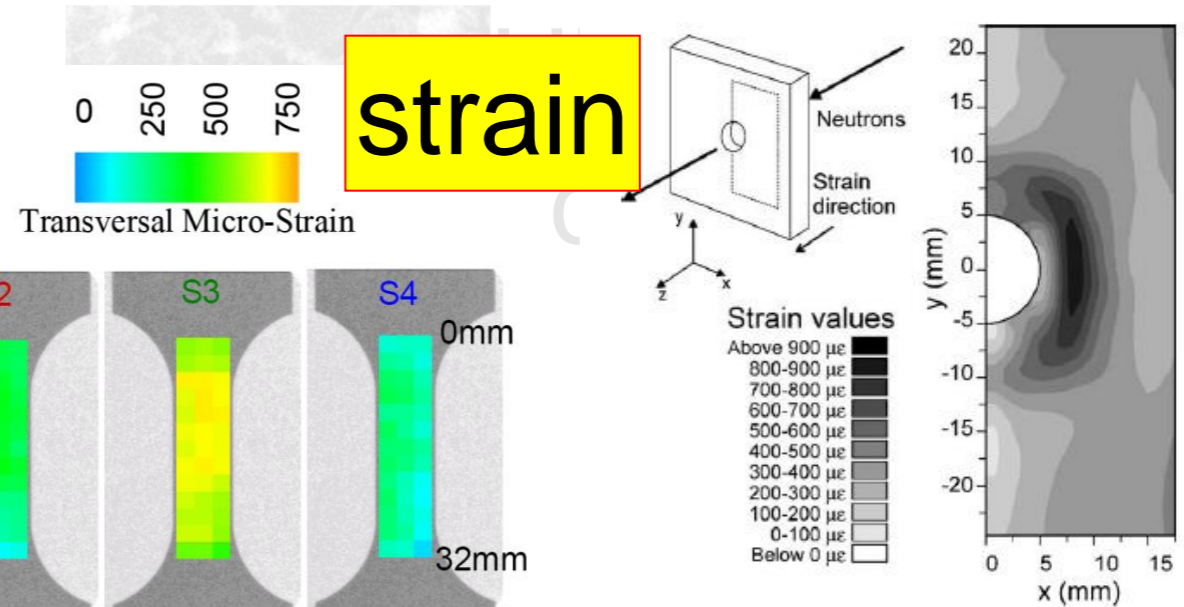 0
250
500
750
Transversal Micro-Strain
strain
2
S3
S4
0mm
32mm
Neutrons
Strain
direction
y
z
x
Strain values
Above 900 με
800-900 με
700-800 με
600-700 με
500-600 με
400-500 με
300-400 με
200-300 με
100-200 με
0-100 με
Below 0 με
y (mm)
20
15
10
5
0
-5
-10
-15
-20
0 5 10 15
x (mm)